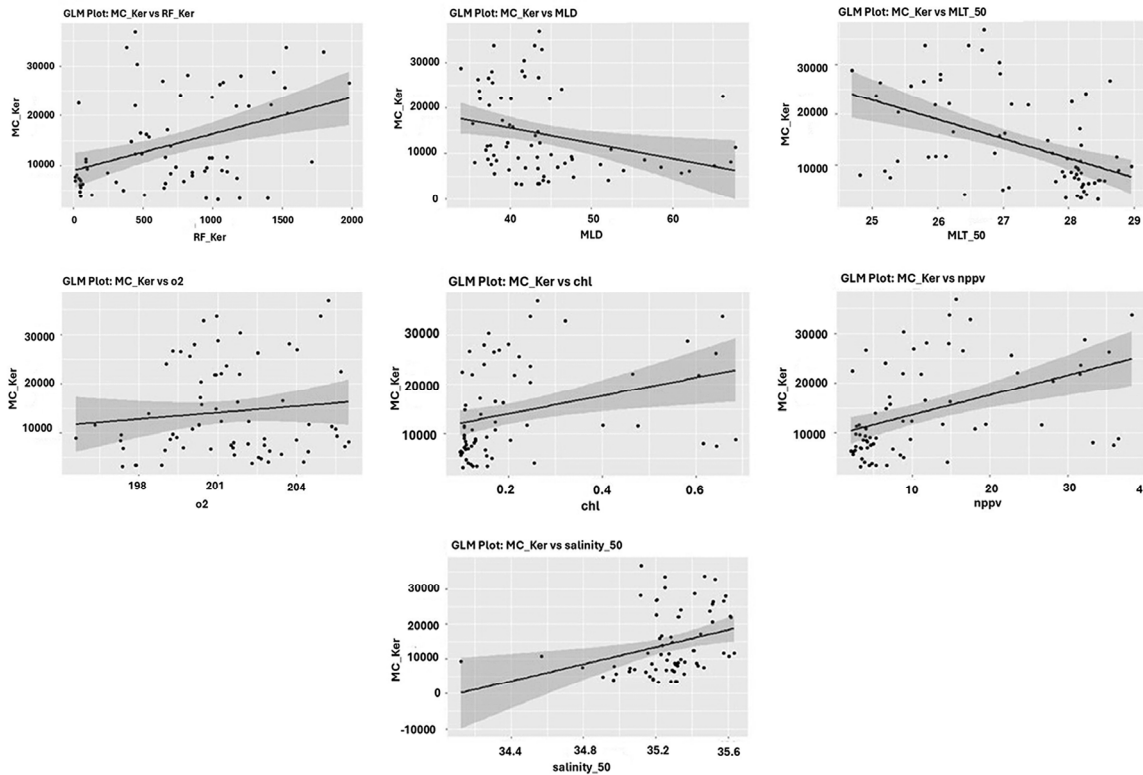 GLM Plot: MC_Ker vs RF_Ker
MC_Ker
30000
20000
10000
0
500
1000
1500
2000
RF_Ker
GLM Plot: MC_Ker vs MLD
MC_Ker
30000
20000
10000
0
40
50
60
MLD
GLM Plot: MC_Ker vs MLT_50
MC_Ker
30000
20000
10000
25
26
27
28
29
MLT_50
GLM Plot: MC_Ker vs o2
MC_Ker
30000
20000
10000
198
201
204
o2
GLM Plot: MC_Ker vs chl
MC_Ker
30000
20000
10000
0.2
0.4
0.6
chl
GLM Plot: MC_Ker vs nppv
MC_Ker
30000
20000
10000
10
20
30
4
nppv
GLM Plot: MC_Ker vs salinity_50
MC_Ker
30000
20000
10000
0
-10000
34.4
34.8
35.2
35.6
salinity_50